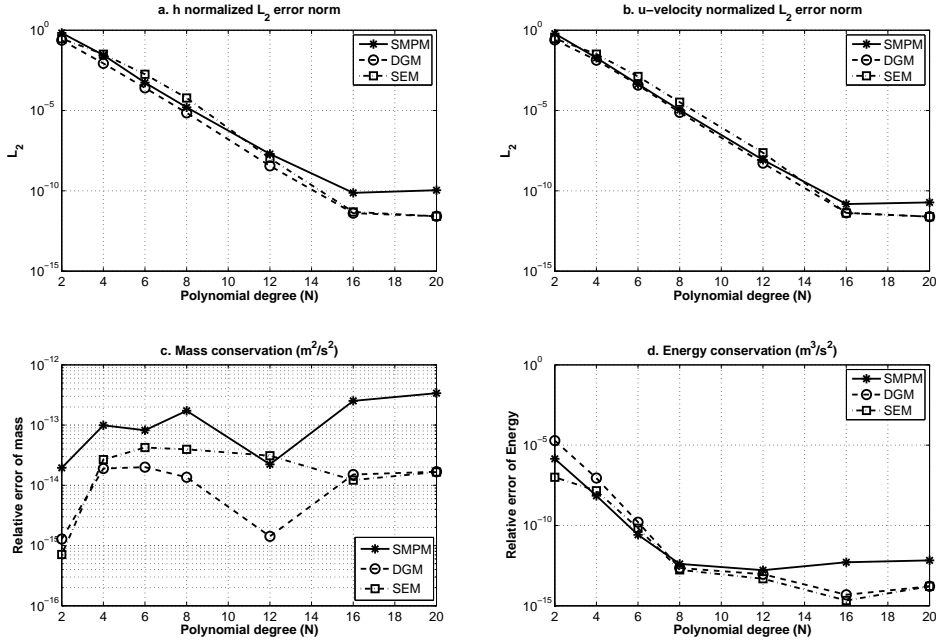 a. h normalized L2 error norm
10^0
10^-5
10^-10
10^-15
L2
SMPM
DGM
SEM
2 4 6 8 10 12 14 16 18 20
Polynomial degree (N)
b. u-velocity normalized L2 error norm
10^0
10^-5
10^-10
10^-15
L2
SMPM
DGM
SEM
2 4 6 8 10 12 14 16 18 20
Polynomial degree (N)
c. Mass conservation (m^2/s^2)
10^-12
10^-13
10^-14
10^-15
10^-16
Relative error of mass
SMPM
DGM
SEM
2 4 6 8 10 12 14 16 18 20
Polynomial degree (N)
d. Energy conservation (m^3/s^2)
10^0
10^-5
10^-10
10^-15
Relative error of Energy
SMPM
DGM
SEM
2 4 6 8 10 12 14 16 18 20
Polynomial degree (N)